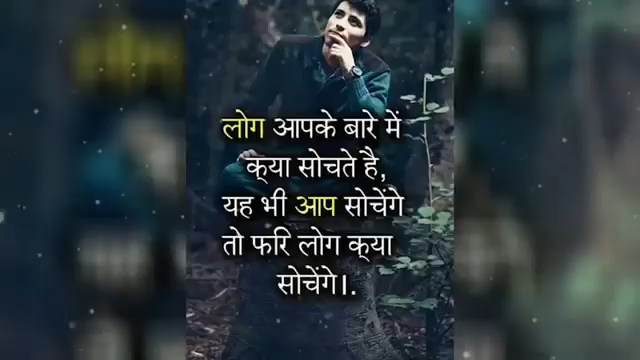 लोग आपके बारे में
क्‍या सोचते है,
यह भी आप सोचेंगे
तो फरि लोग क्‍या
सोचेंगे।.